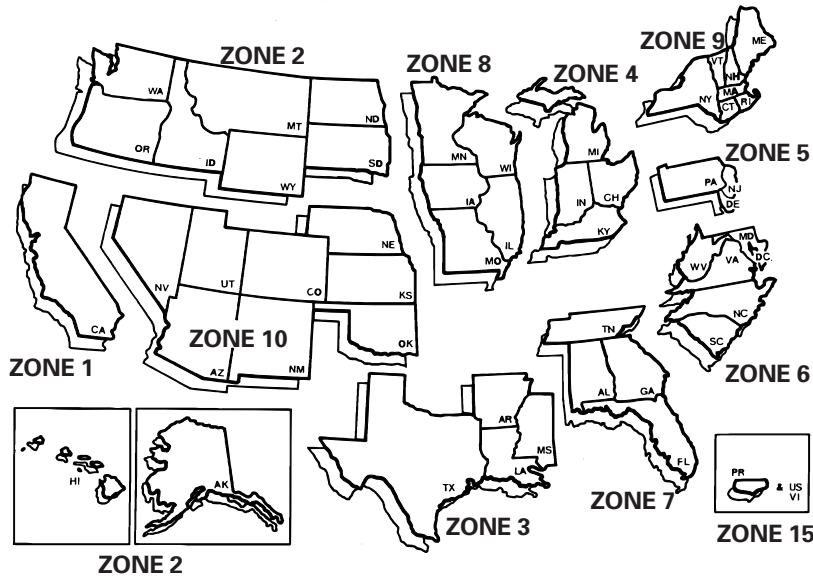 ZONE 2
ZONE 8
ZONE 4
ZONE 9
ME
VT
NH
MA
NY
CT
RI
WA
MT
ND
OR
ID
WY
SD
MN
WI
MI
IA
IN
CH
IL
MO
KY
ZONE 5
PA
NJ
DE
MD
DC
WV
VA
NC
SC
ZONE 6
CA
ZONE 1
NV
UT
CO
NE
KS
OK
ZONE 10
AZ
NM
TN
AL
GA
FL
ZONE 7
AR
MS
LA
TX
ZONE 3
HI
AK
ZONE 2
PR
& US
VI
ZONE 15